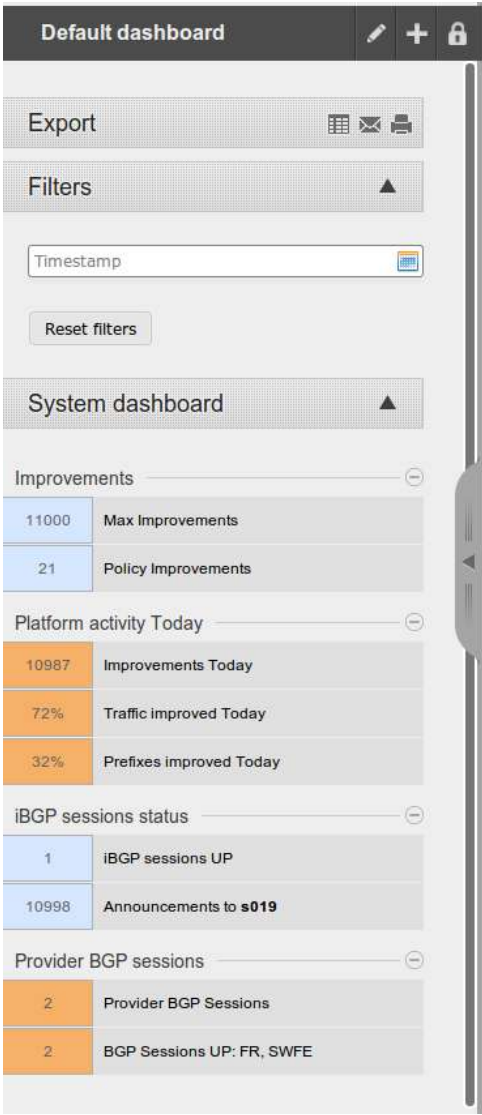 Default dashboard
Export
Filters
Timestamp
Reset filters
System dashboard
Improvements
11000 Max Improvements
21 Policy Improvements
Platform activity Today
10987 Improvements Today
72% Traffic improved Today
32% Prefixes improved Today
iBGP sessions status
1 iBGP sessions UP
10998 Announcements to s019
Provider BGP sessions
2 Provider BGP Sessions
2 BGP Sessions UP: FR, SWFE